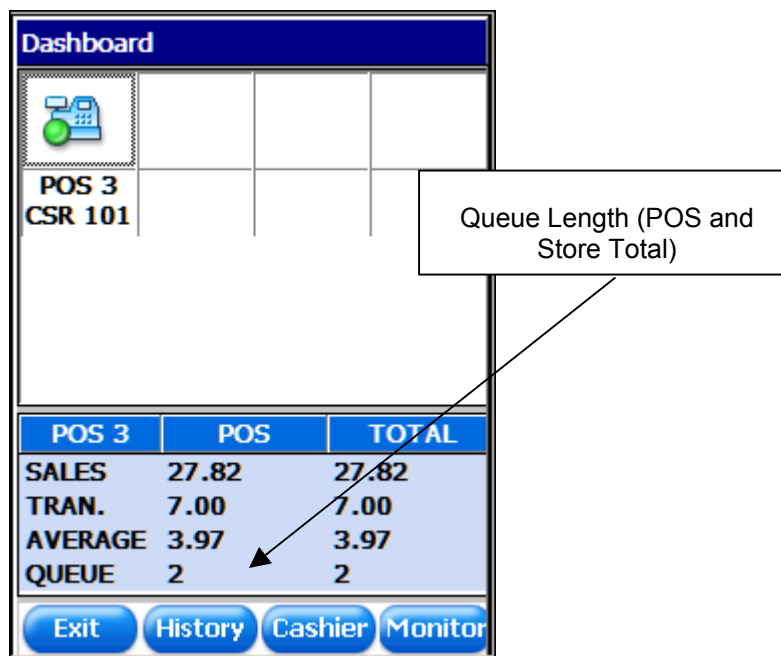 Dashboard
POS 3
CSR 101
Queue Length (POS and
Store Total)
POS 3 POS TOTAL
SALES 27.82 27.82
TRAN. 7.00 7.00
AVERAGE 3.97 3.97
QUEUE 2 2
Exit History Cashier Monitor